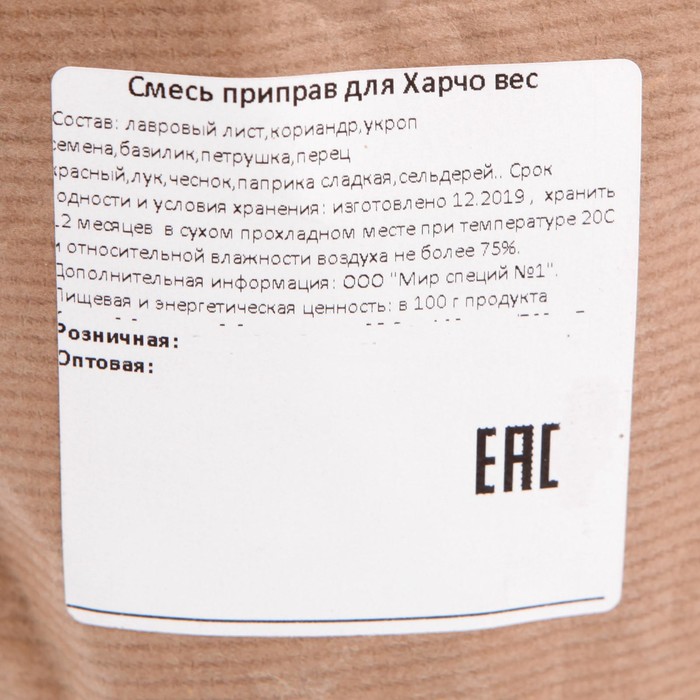 Смесь приправ для Харчо вес
Состав: лавровый лист,кориандр,укроп
семена,базилик,петрушка,перец
красный,лук,чеснок,паприка сладкая,сельдерей.. Срок
годности и условия хранения: изготовлено 12.2019 , хранить
12 месяцев в сухом прохладном месте при температуре 20С
и относительной влажности воздуха не более 75%.
Дополнительная информация: ООО "Мир специй №1".
Пищевая и энергетическая ценность: в 100 г продукта
Розничная:
Оптовая:
EAC